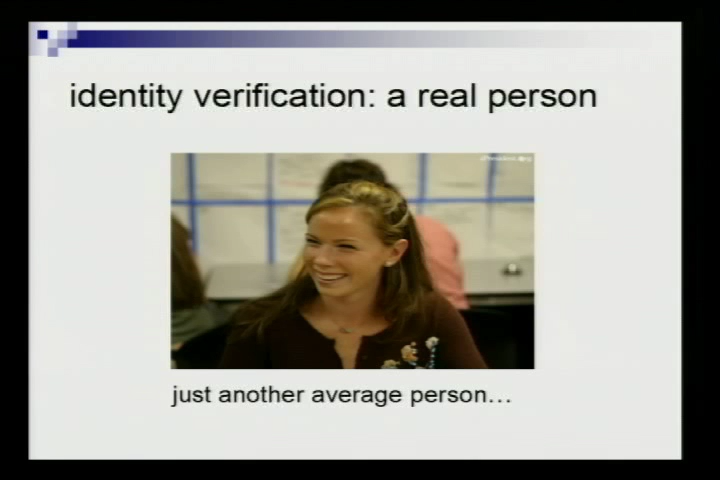 identity verification: a real person
just another average person…